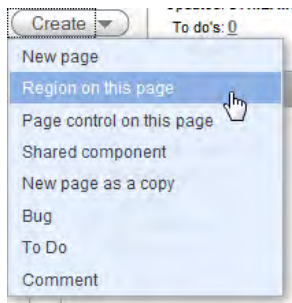 Create
To do's: 0
New page
Region on this page
Page control on this page
Shared component
New page as a copy
Bug
To Do
Comment